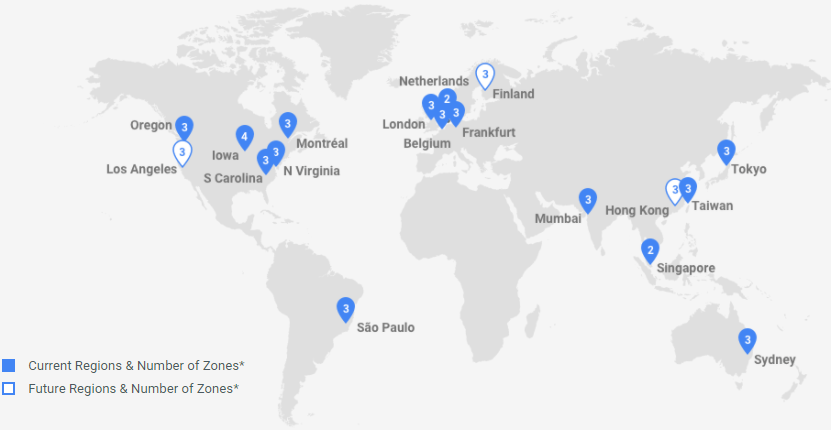 Netherlands
3
Finland
2
3
3
3
London
Frankfurt
Belgium
Oregon
3
4
3
Iowa
Montréal
3
Los Angeles
3
3
N Virginia
S Carolina
3
Tokyo
3
3
3
Hong Kong
Taiwan
Mumbai
2
Singapore
3
São Paulo
3
Sydney
Current Regions & Number of Zones*
Future Regions & Number of Zones*